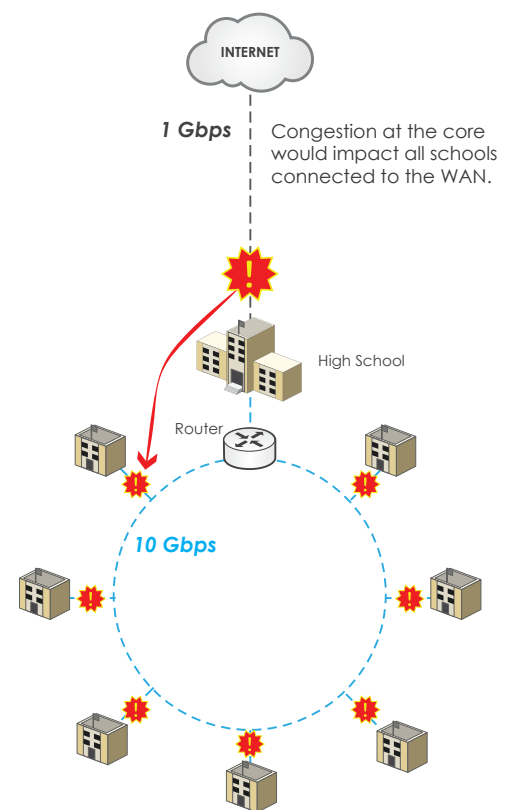 INTERNET
1 Gbps
Congestion at the core
would impact all schools
connected to the WAN.
High School
Router
10 Gbps